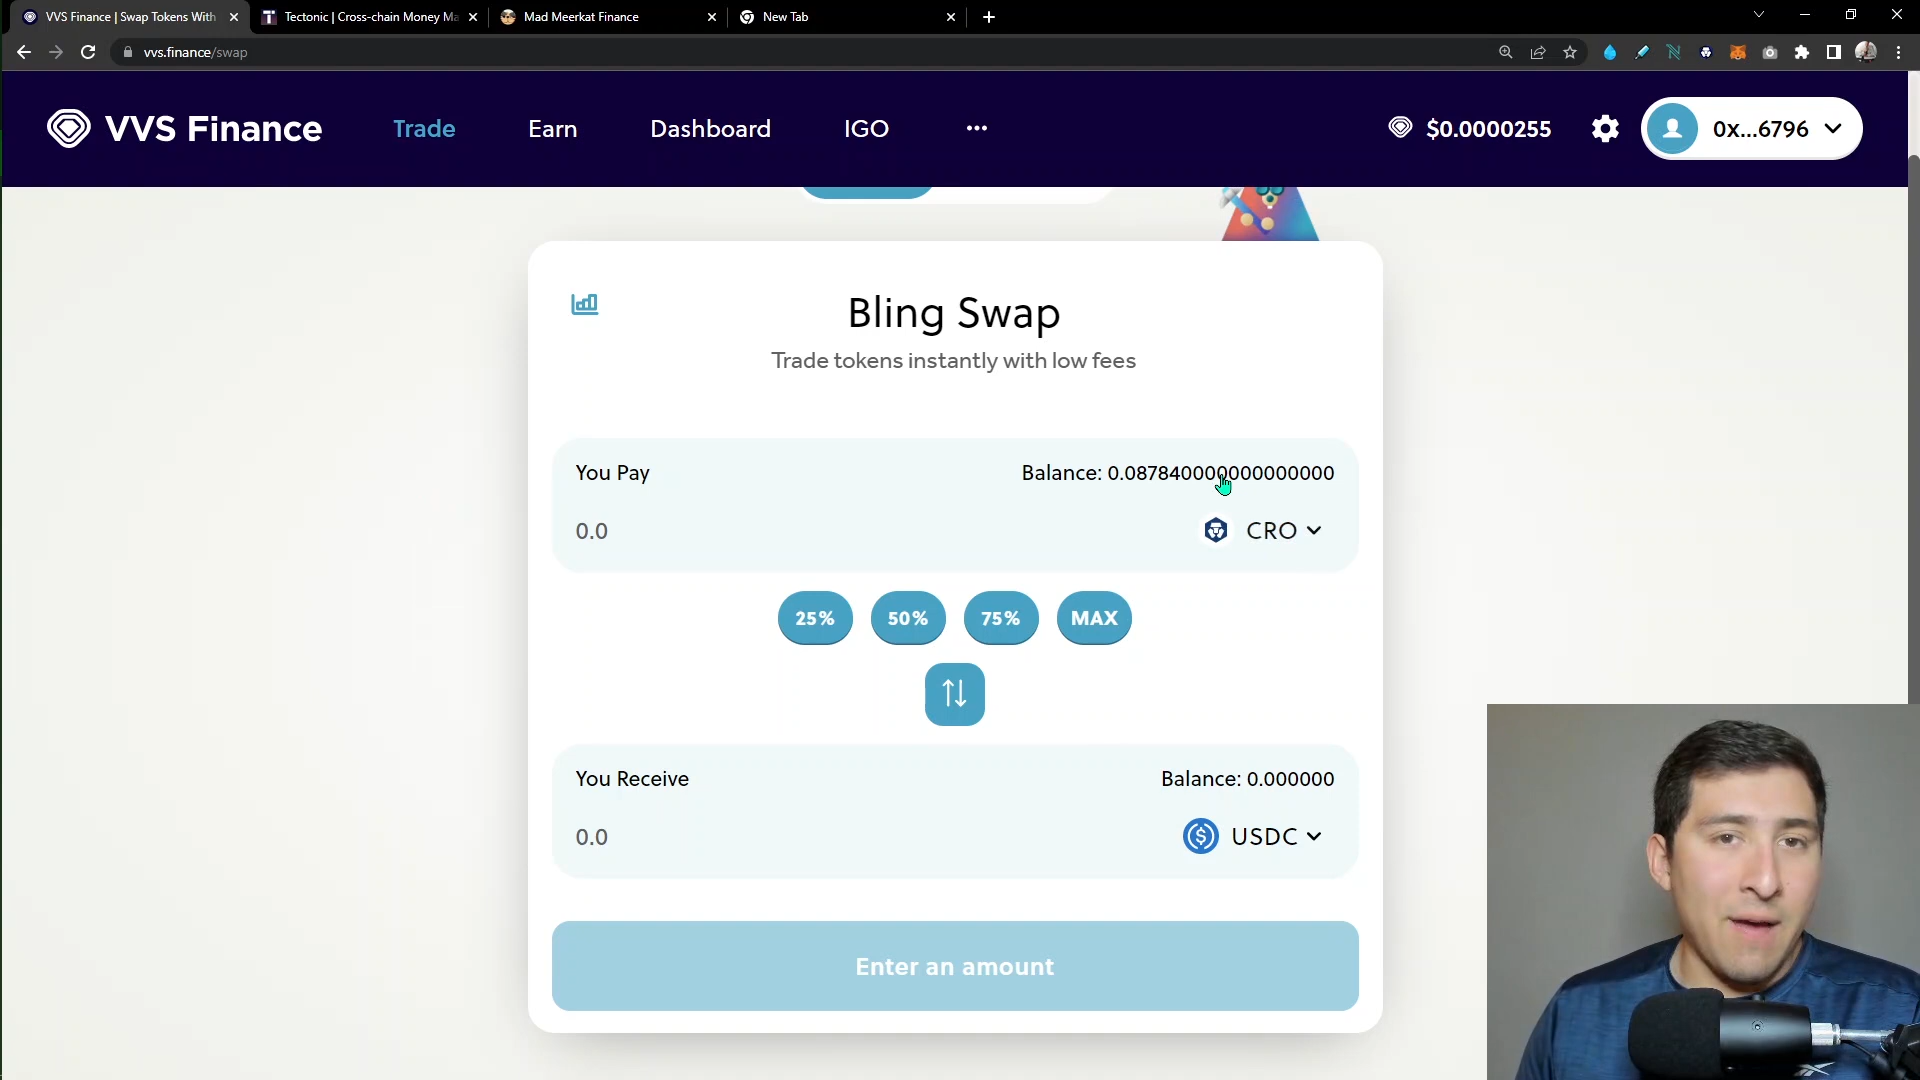 VVS Finance | Swap Tokens With
Tectonic | Cross-chain Money Ma
Mad Meerkat Finance
New Tab
vvs.finance/swap
VVS Finance
Trade
Earn
Dashboard
IGO
$0.0000255
0x...6796
Bling Swap
Trade tokens instantly with low fees
You Pay
Balance: 0.087840000000000000
0.0
CRO
25%
50%
75%
MAX
You Receive
Balance: 0.000000
0.0
USDC
Enter an amount